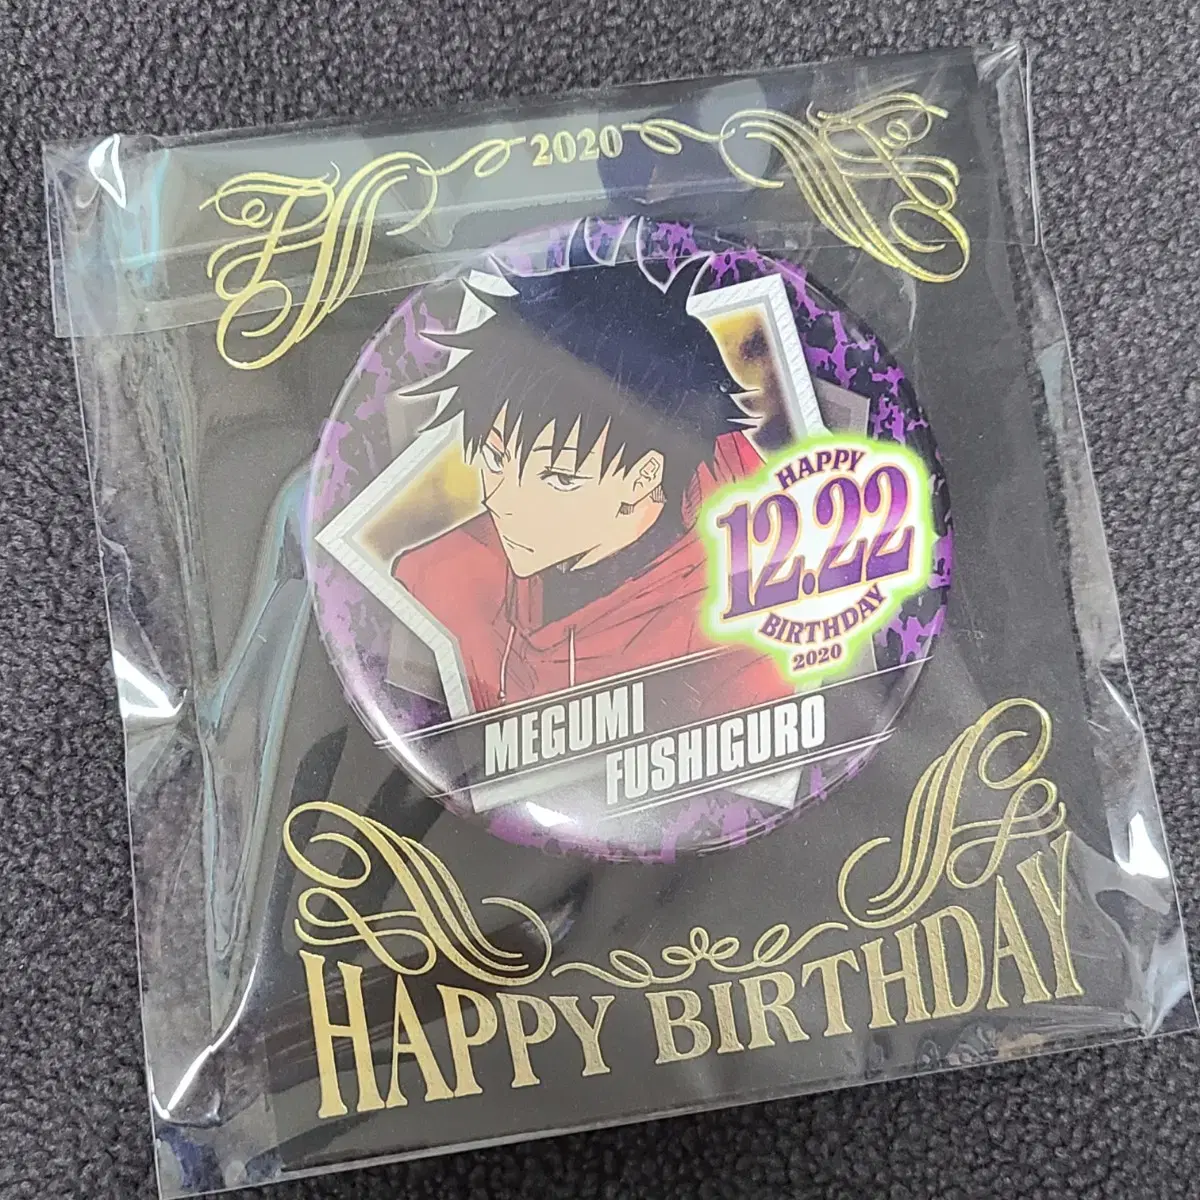 2020
HAPPY
12.22
BIRTHDAY
2020
MEGUMI
FUSHIGURO
HAPPY BIRTHDAY